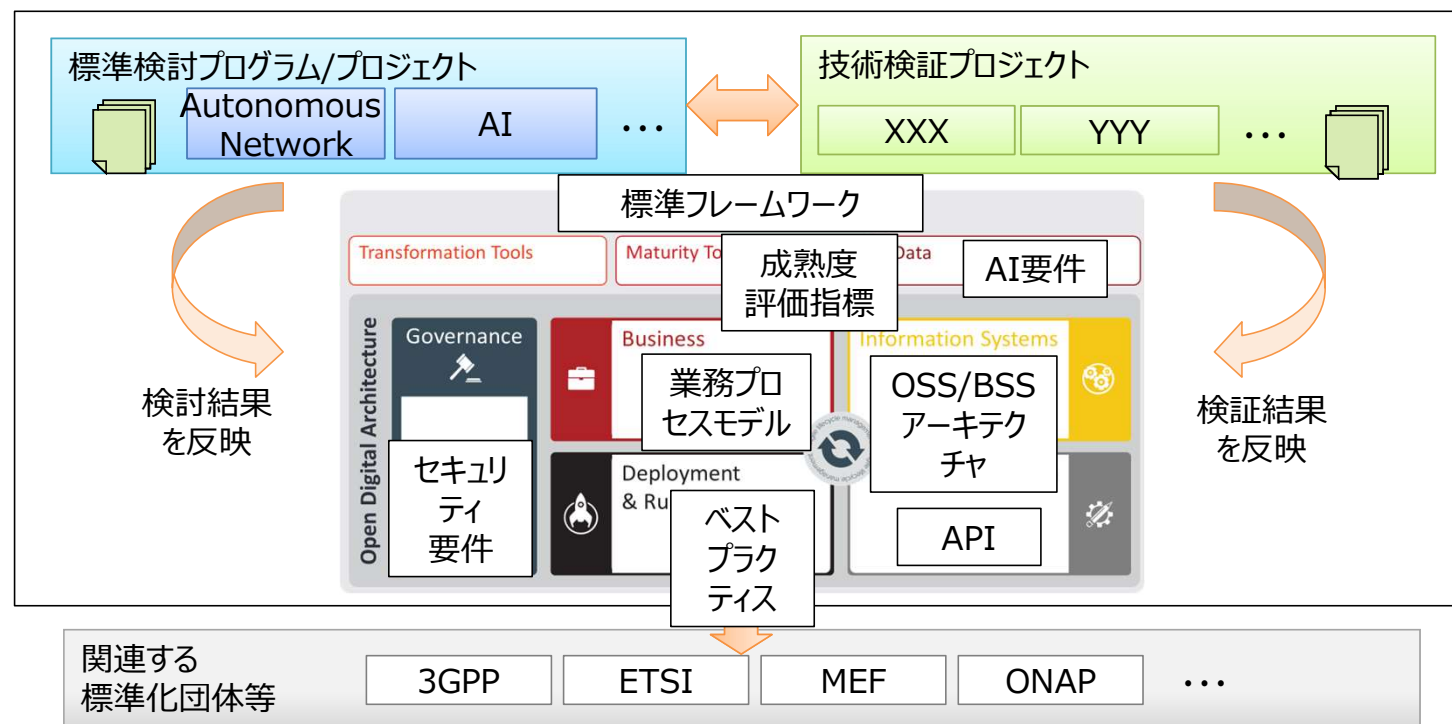 標準検討プログラム/プロジェクト
Autonomous
Network
AI
…
技術検証プロジェクト
XXX
YYY
…
標準フレームワーク
Transformation Tools
Maturity To
成熟度
評価指標
Data
AI要件
Open Digital Architecture
Governance
セキュリ
ティ
要件
Business
業務プロ
セスモデル
Information Systems
OSS/BSS
アーキテク
チャ
API
Deployment
& Ru
ベスト
プラク
ティス
検討結果
を反映
検証結果
を反映
関連する
標準化団体等
3GPP
ETSI
MEF
ONAP
…